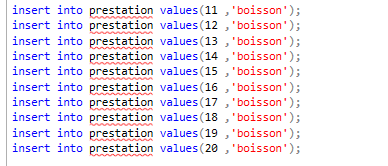 insert into prestation values(11 ,'boisson');
insert into prestation values(12 ,'boisson');
insert into prestation values(13 ,'boisson');
insert into prestation values(14 ,'boisson');
insert into prestation values(15 ,'boisson');
insert into prestation values(16 ,'boisson');
insert into prestation values(17 ,'boisson');
insert into prestation values(18 ,'boisson');
insert into prestation values(19 ,'boisson');
insert into prestation values(20 ,'boisson');